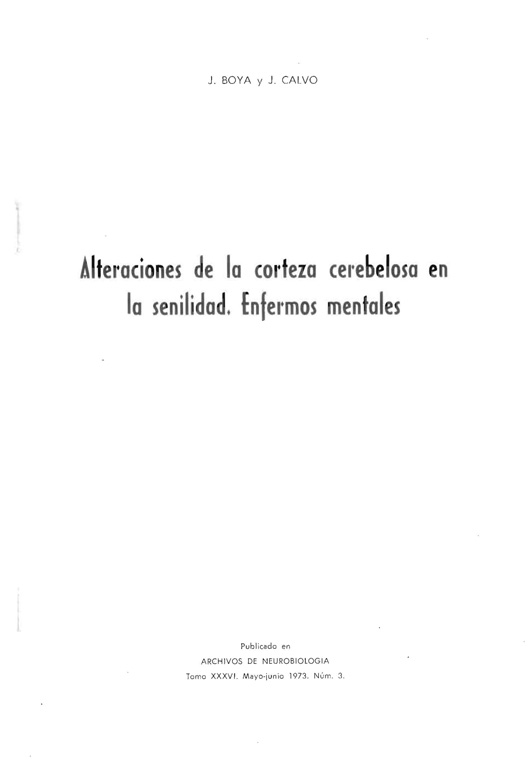 J. BOYA y J. CALVO
Alteraciones de la corteza cerebelosa en
la senilidad. Enfermos mentales
Publicado en
ARCHIVOS DE NEUROBIOLOGIA
Tomo XXXVI. Mayo-junio 1973. Núm. 3.